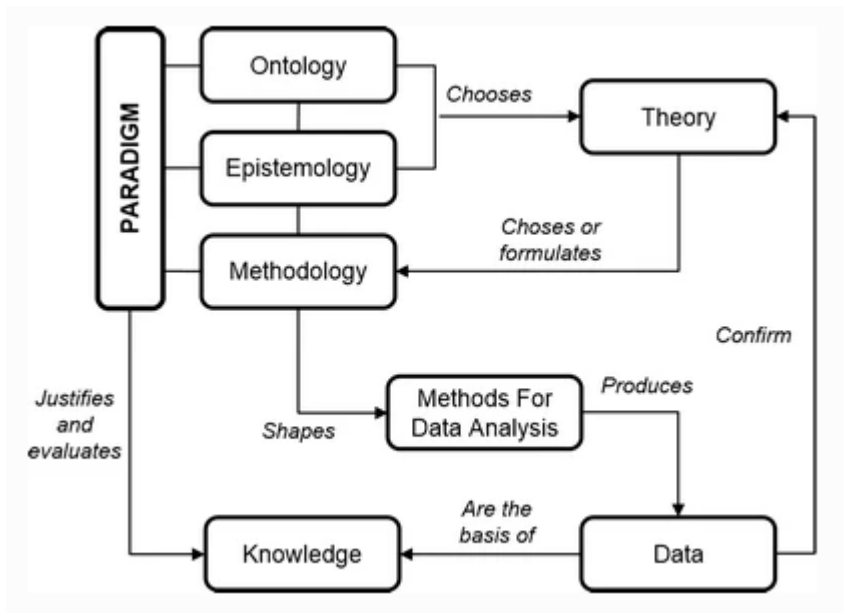 PARADIGM
Ontology
Chooses
Theory
Epistemology
Choses or
formulates
Methodology
Confirm
Justifies
and
evaluates
Shapes
Methods For
Data Analysis
Produces
Are the
basis of
Knowledge
Data